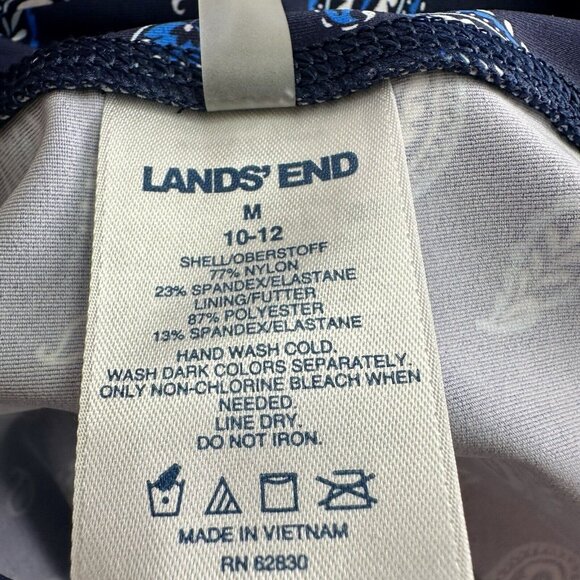 LANDS' END
M
10-12
SHELL/OBERSTOFF
77% NYLON
23% SPANDEX/ELASTANE
LINING/FUTTER
87% POLYESTER
13% SPANDEX/ELASTANE
HAND WASH COLD.
WASH DARK COLORS SEPARATELY.
ONLY NON-CHLORINE BLEACH WHEN
NEEDED.
LINE DRY.
DO NOT IRON.
MADE IN VIETNAM
RN 62830